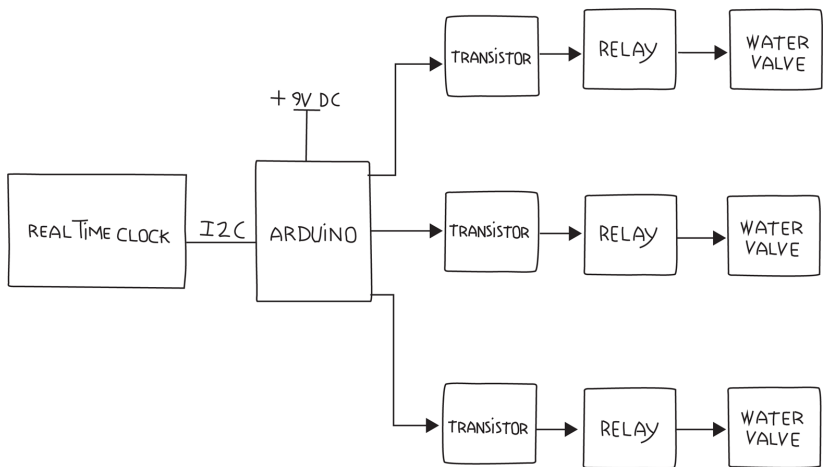 + 9V DC
REAL TIME CLOCK
I2C
ARDUiNO
TRANSiSTOR
RELAY
WATER
VALVE
TRANSiSTOR
RELAY
WATER
VALVE
TRANSiSTOR
RELAY
WATER
VALVE